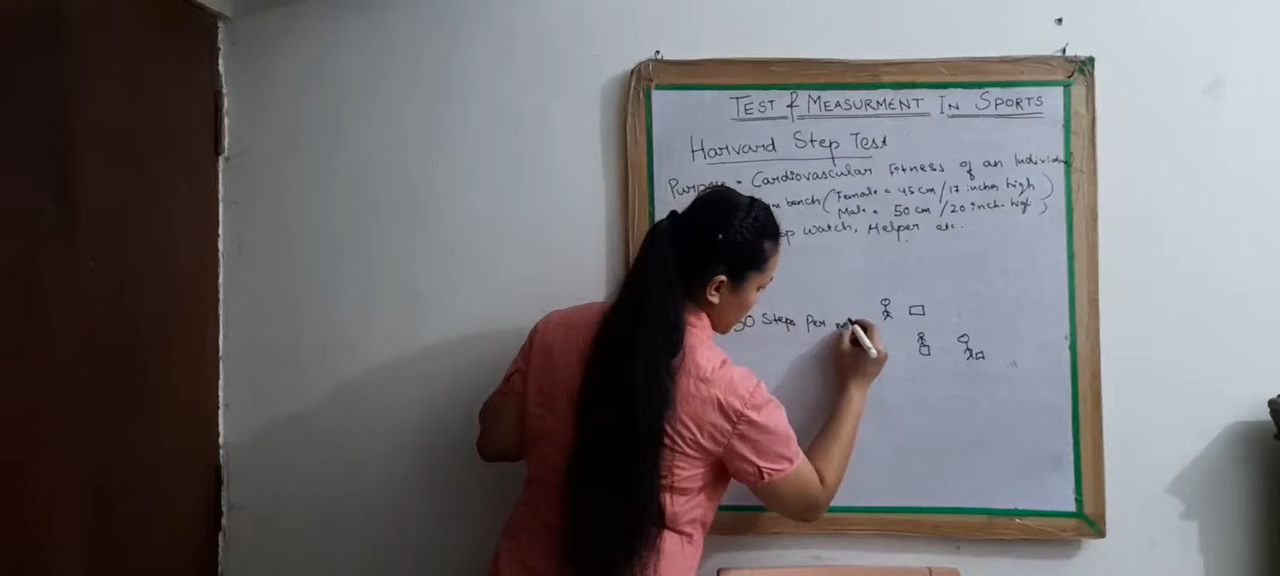 TEST & MEASURMENT IN SPORTS
Harvard Step Test
Purpose = Cardiovascular Fitness of an Individual
bench (Female = 45 cm / 17 inches high)
Male = 50 cm / 20 inch high)
watch, Helper etc.
30 Steps Per